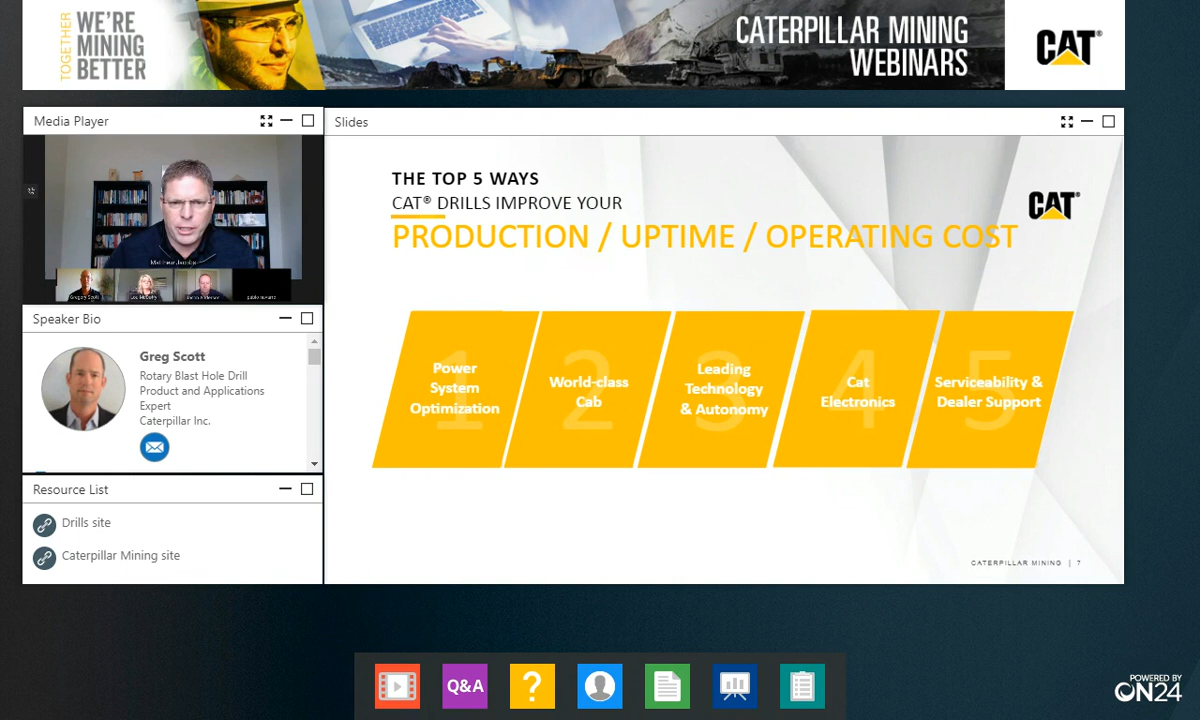 TOGETHER
WE'RE
MINING
BETTER
CATERPILLAR MINING
WEBINARS
CAT®
Media Player
Gregory Scott
Speaker Bio
Greg Scott
Rotary Blast Hole Drill
Product and Applications
Expert
Caterpillar Inc.
Resource List
Drills site
Caterpillar Mining site
Slides
THE TOP 5 WAYS
CAT® DRILLS IMPROVE YOUR
PRODUCTION / UPTIME / OPERATING COST
CAT®
1
Power
System
Optimization
2
World-class
Cab
3
Leading
Technology
& Autonomy
4
Cat
Electronics
5
Serviceability &
Dealer Support
CATERPILLAR MINING | 7
Q&A
?
POWERED BY
ON24